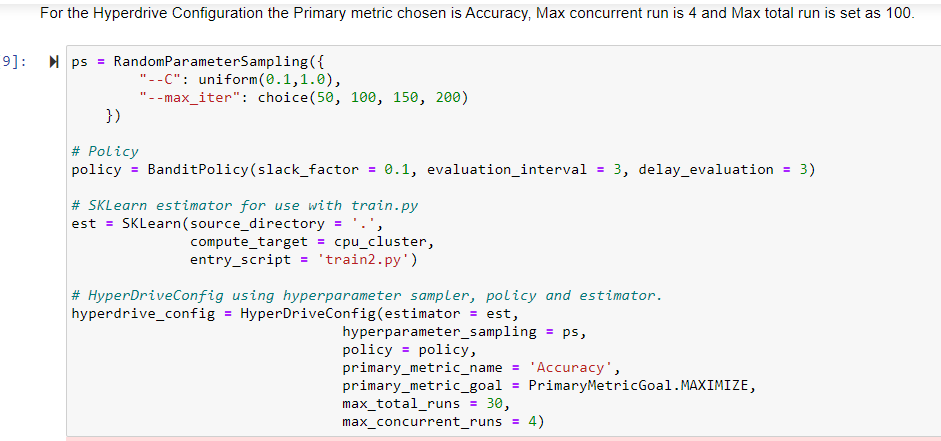 For the Hyperdrive Configuration the Primary metric chosen is Accuracy, Max concurrent run is 4 and Max total run is set as 100.
9]:
ps = RandomParameterSampling({
"--C": uniform(0.1,1.0),
"--max_iter": choice(50, 100, 150, 200)
})
# Policy
policy = BanditPolicy(slack_factor = 0.1, evaluation_interval = 3, delay_evaluation = 3)
# SKLearn estimator for use with train.py
est = SKLearn(source_directory = '.',
compute_target = cpu_cluster,
entry_script = 'train2.py')
# HyperDriveConfig using hyperparameter sampler, policy and estimator.
hyperdrive_config = HyperDriveConfig(estimator = est,
hyperparameter_sampling = ps,
policy = policy,
primary_metric_name = 'Accuracy',
primary_metric_goal = PrimaryMetricGoal.MAXIMIZE,
max_total_runs = 30,
max_concurrent_runs = 4)